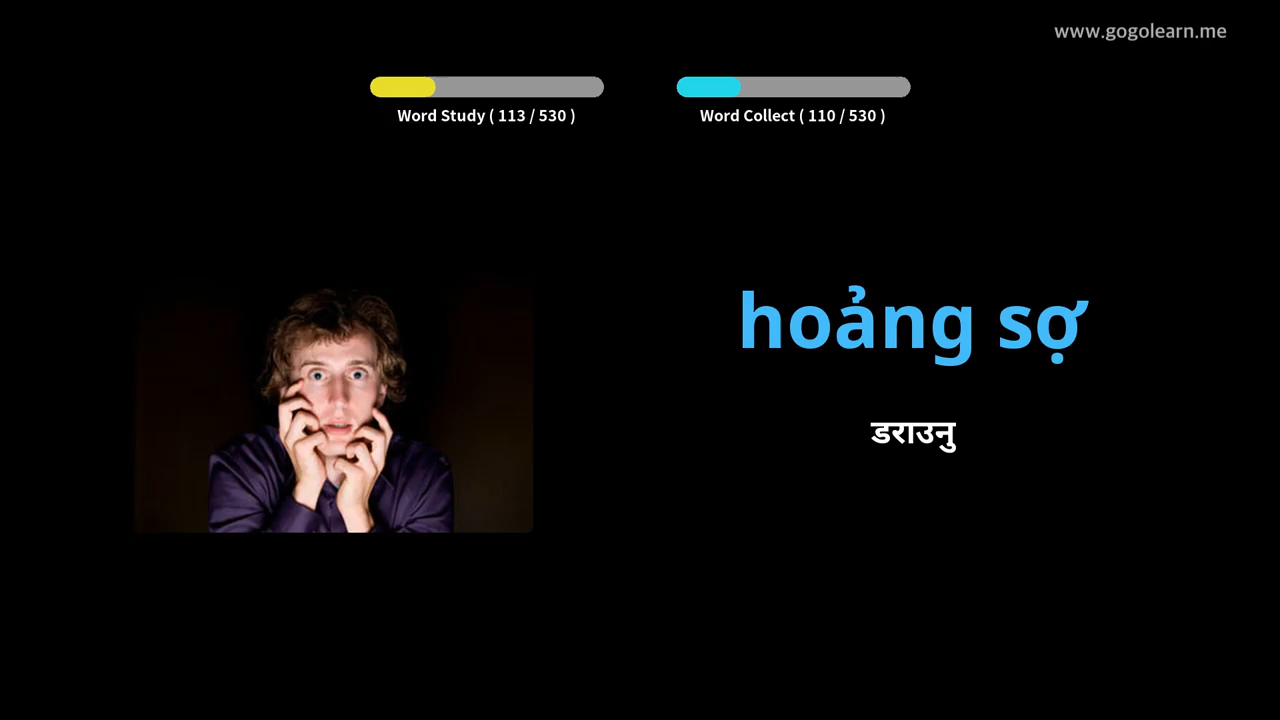 www.gogolearn.me
Word Study ( 113 / 530 )
Word Collect ( 110 / 530 )
hoảng sợ
डराउनु